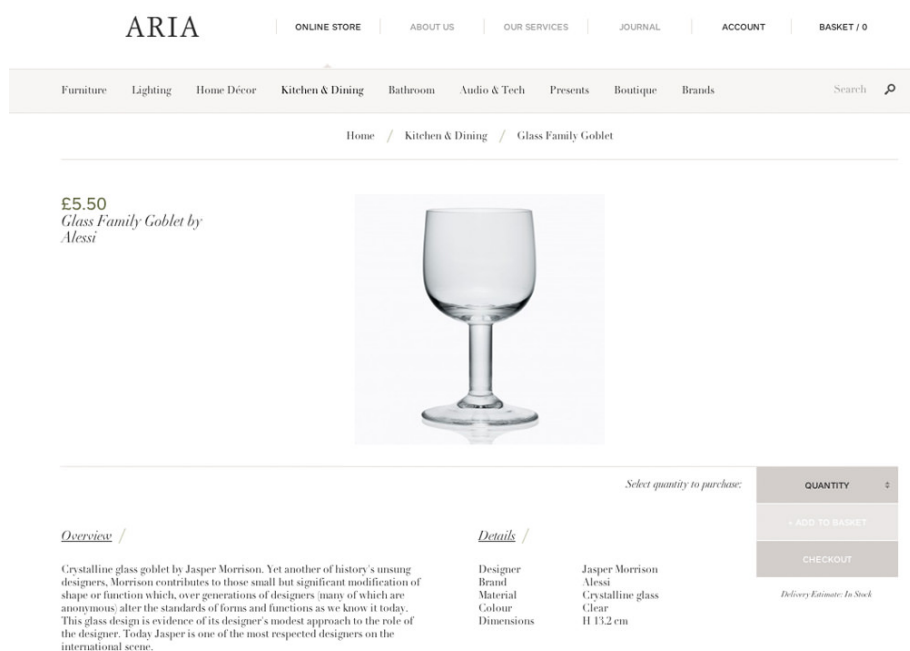 ARIA
ONLINE STORE
ABOUT US
OUR SERVICES
JOURNAL
ACCOUNT
BASKET / 0
Furniture
Lighting
Home Décor
Kitchen & Dining
Bathroom
Audio & Tech
Presents
Boutique
Brands
Search
Home / Kitchen & Dining / Glass Family Goblet
£5.50
Glass Family Goblet by
Alessi
Select quantity to purchase:
QUANTITY
+ ADD TO BASKET
CHECKOUT
Delivery Estimate: In Stock
Overview /
Crystalline glass goblet by Jasper Morrison. Yet another of history's unsung
designers, Morrison contributes to those small but significant modification of
shape or function which, over generations of designers (many of which are
anonymous) alter the standards of forms and functions as we know it today.
This glass design is evidence of its designer's modest approach to the role of
the designer. Today Jasper is one of the most respected designers on the
international scene.
Details /
Designer Jasper Morrison
Brand Alessi
Material Crystalline glass
Colour Clear
Dimensions H 13.2 cm